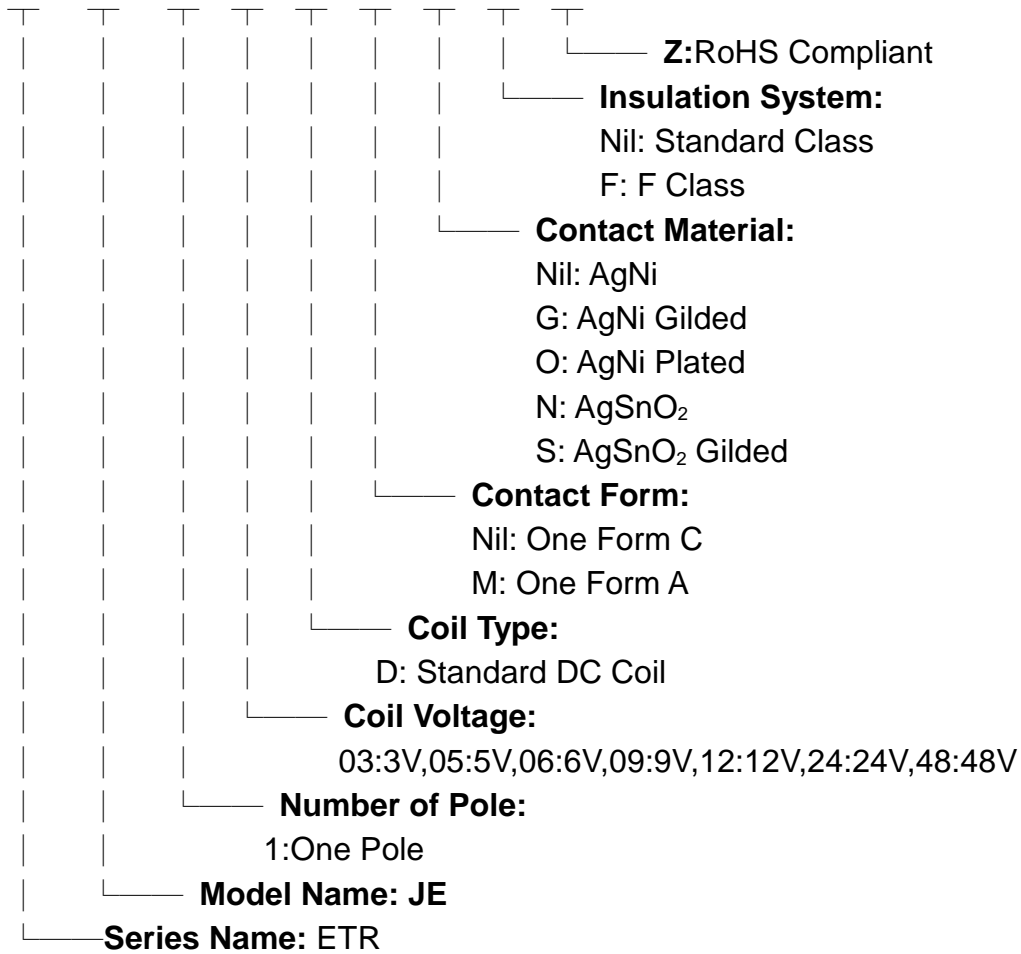 Z:RoHS Compliant
Insulation System:
Nil: Standard Class
F: F Class
Contact Material:
Nil: AgNi
G: AgNi Gilded
O: AgNi Plated
N: AgSnO₂
S: AgSnO₂ Gilded
Contact Form:
Nil: One Form C
M: One Form A
Coil Type:
D: Standard DC Coil
Coil Voltage:
03:3V,05:5V,06:6V,09:9V,12:12V,24:24V,48:48V
Number of Pole:
1:One Pole
Model Name: JE
Series Name: ETR